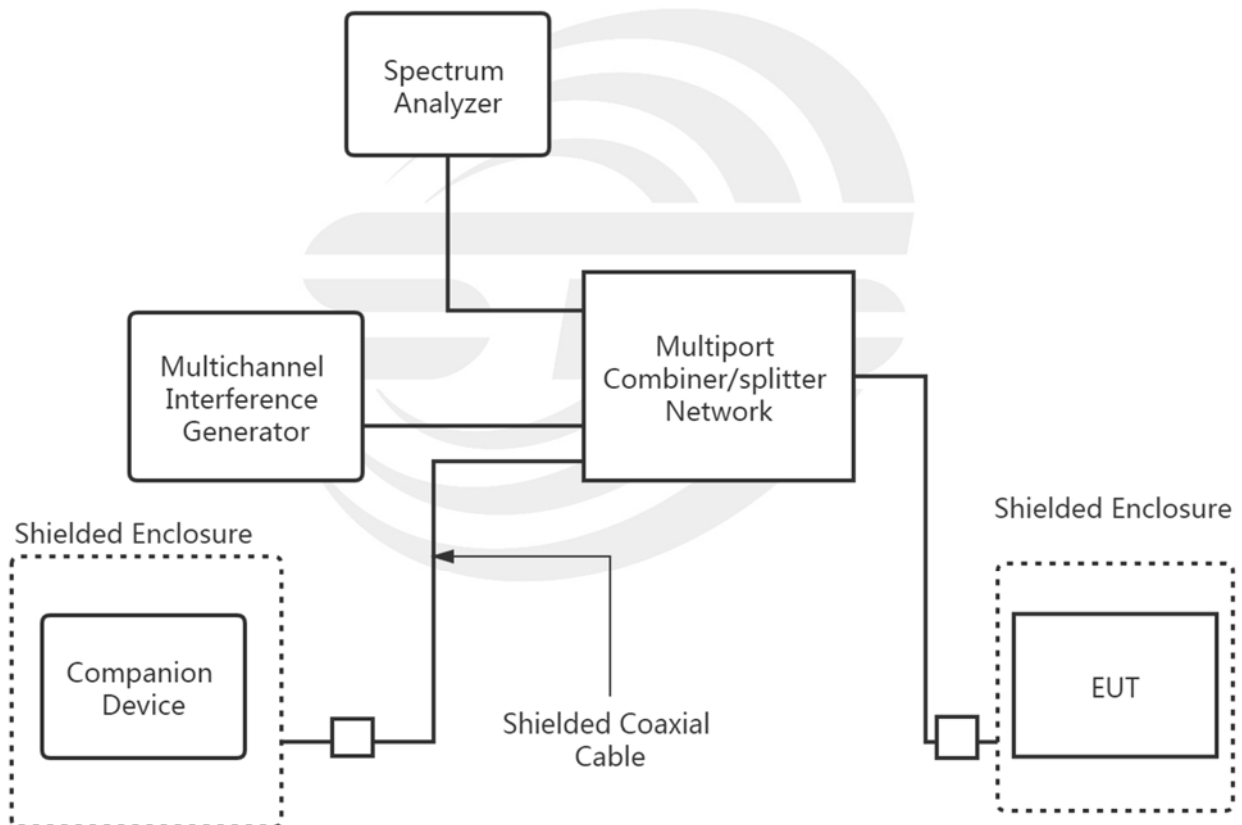 Spectrum
Analyzer
Multichannel
Interference
Generator
Multiport
Combiner/splitter
Network
Shielded Enclosure
Companion
Device
Shielded Coaxial
Cable
Shielded Enclosure
EUT